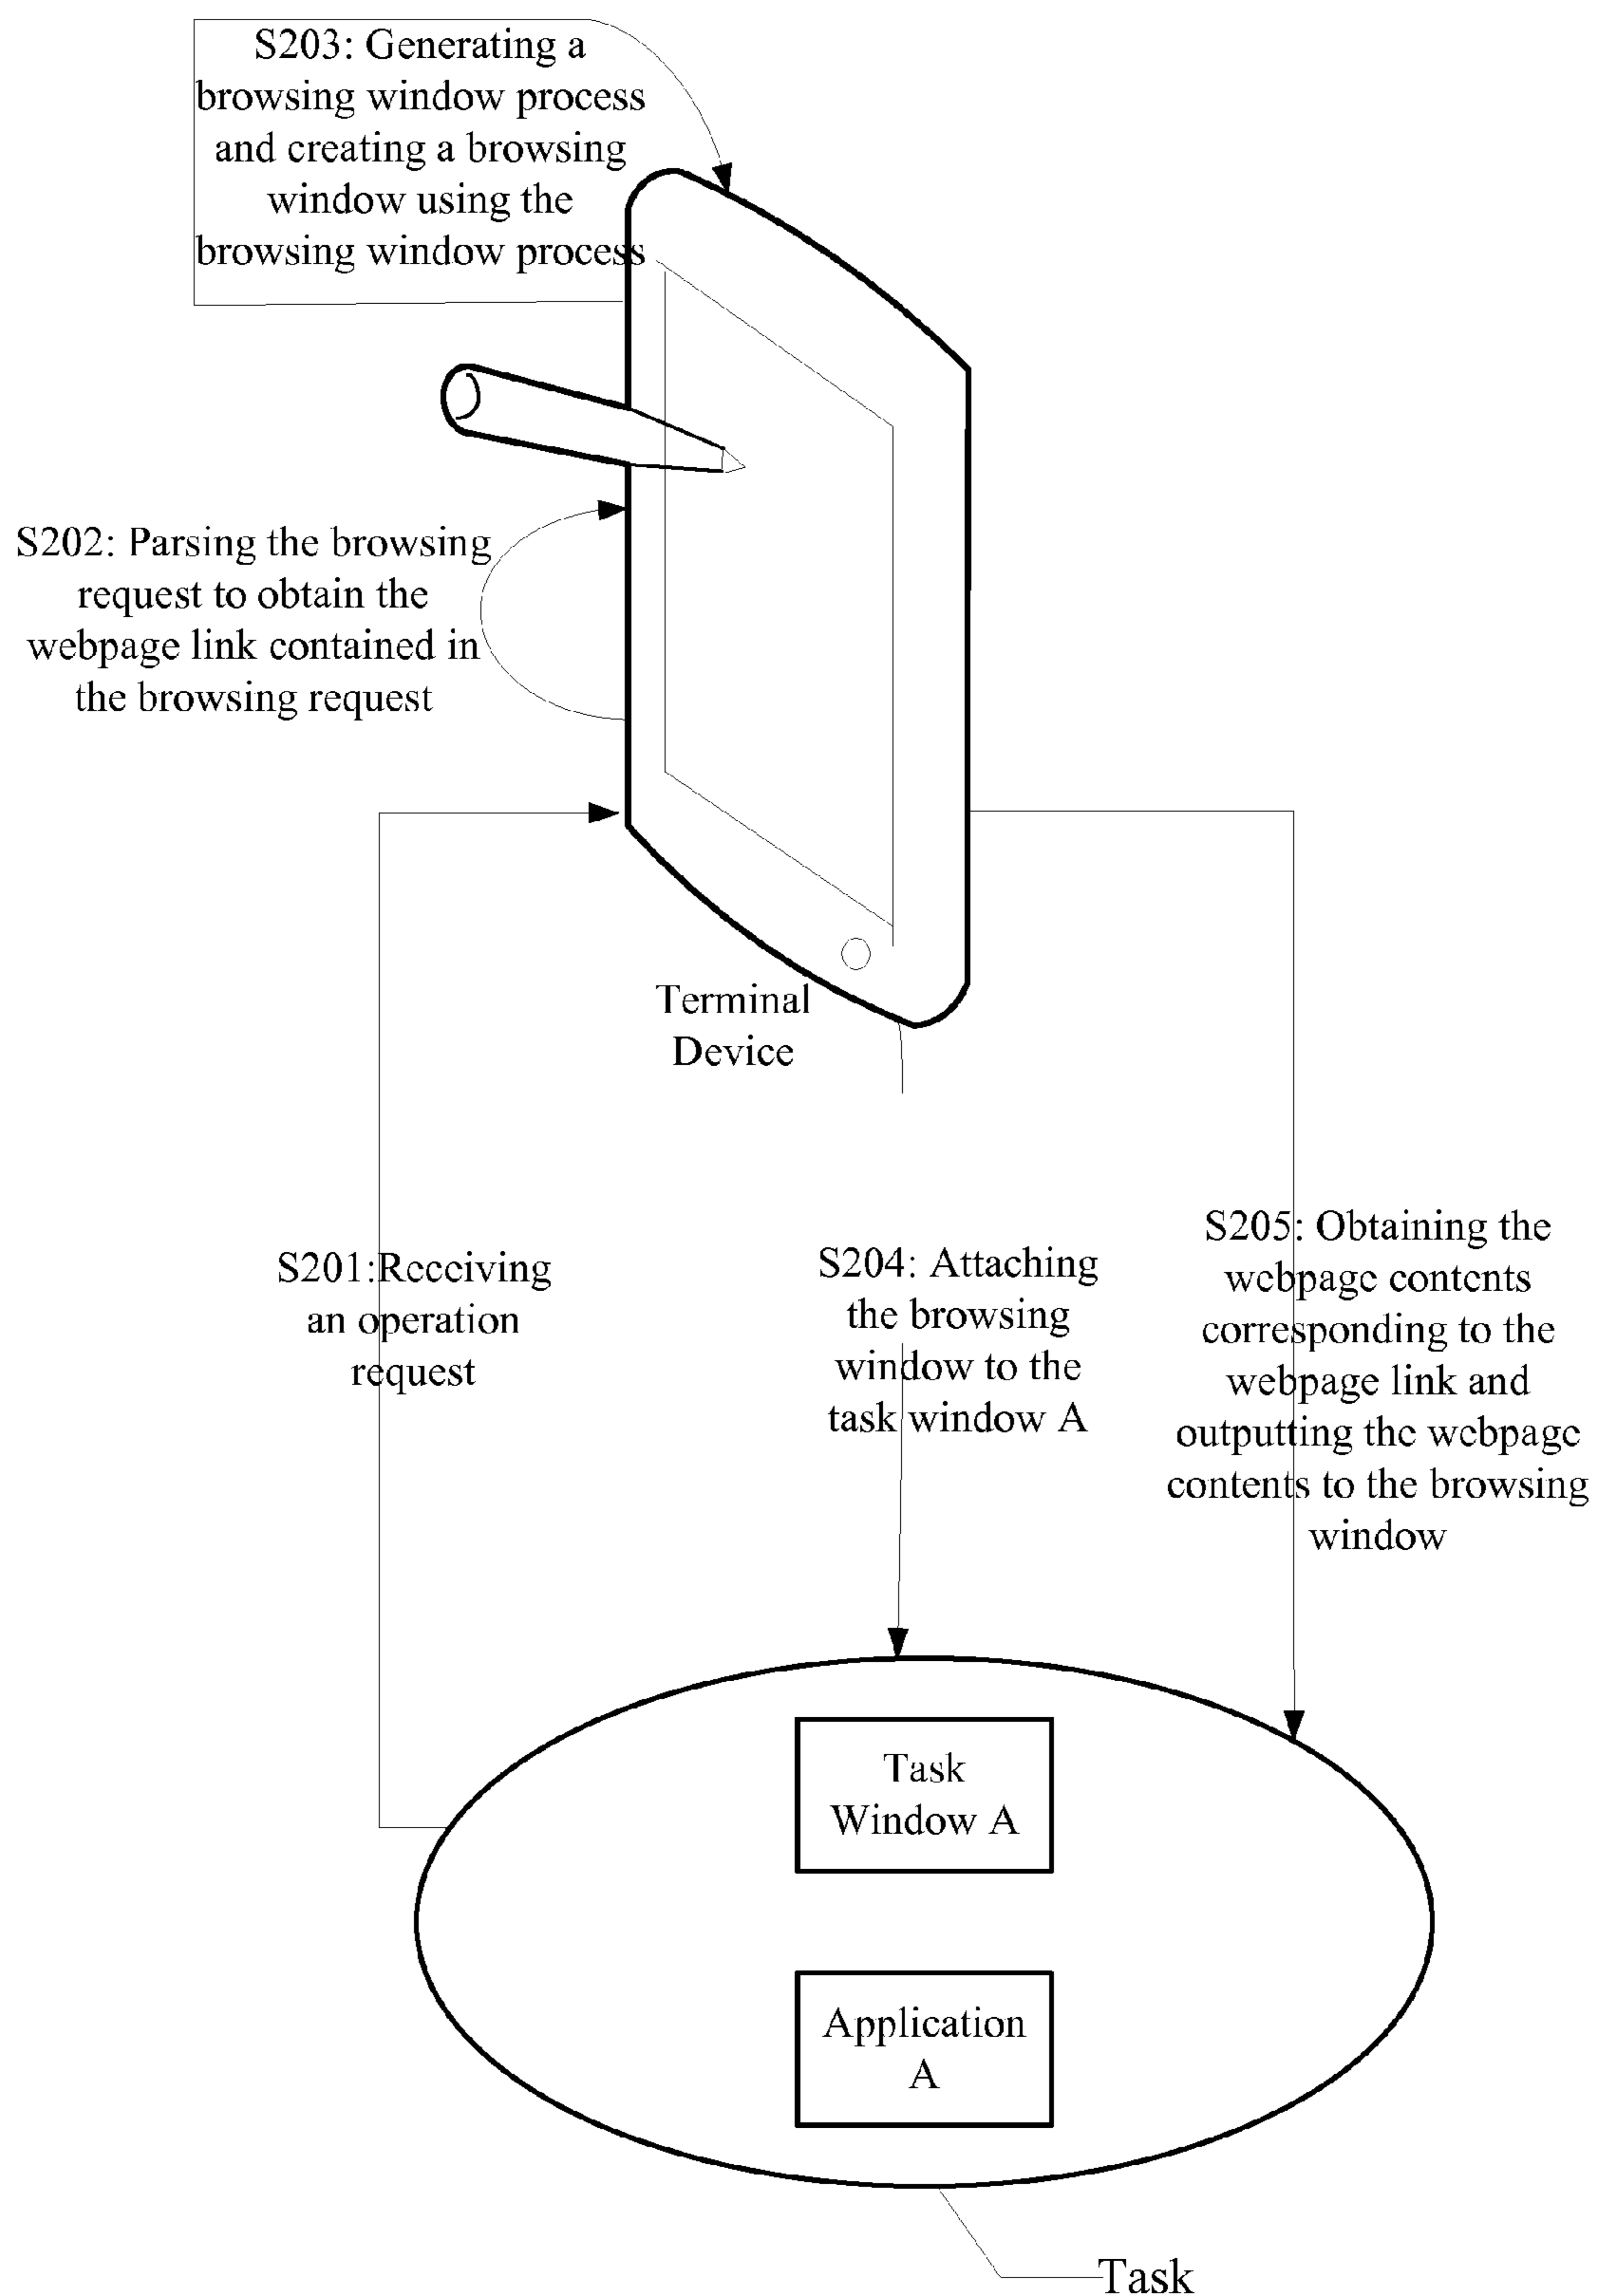 S203: Generating a
browsing window process
and creating a browsing
window using the
browsing window process
S202: Parsing the browsing
request to obtain the
webpage link contained in
the browsing request
Terminal
Device
S201:Receiving
an operation
request
S204: Attaching
the browsing
window to the
task window A
S205: Obtaining the
webpage contents
corresponding to the
webpage link and
outputting the webpage
contents to the browsing
window
Task
Window A
Application
A
Task